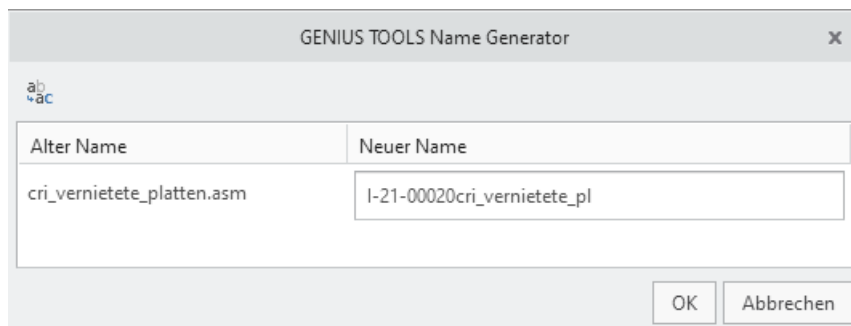 GENIUS TOOLS Name Generator
ab
ac
Alter Name Neuer Name
cri_vernietete_platten.asm I-21-00020cri_vernietete_pl
OK Abbrechen